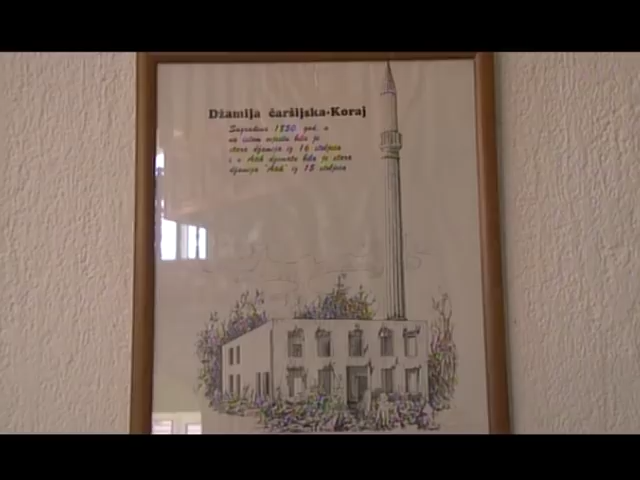 Džamija čaršijska-Koraj
Sagrađena 1850 god. a
na istom mjestu bila je
stara džamija iz 16 stoljeća
i u Atik džematu bila je stara
džamija "Atik" iz 15 stoljeća